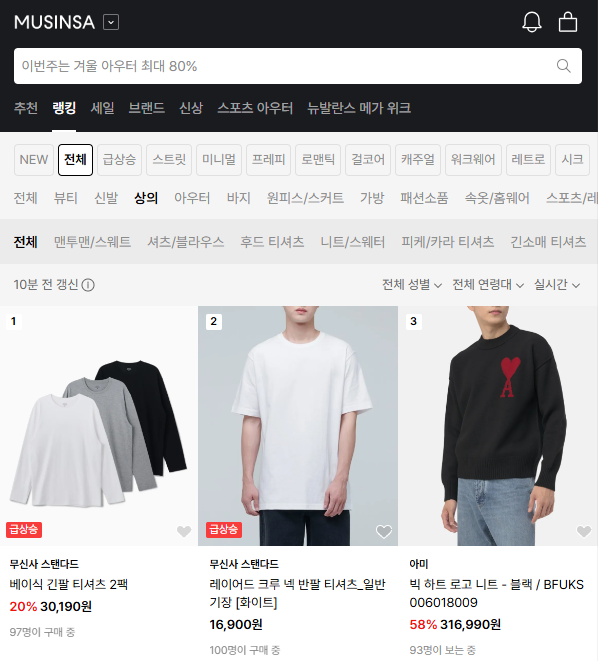 MUSINSA
이번주는 겨울 아우터 최대 80%
추천 랭킹 세일 브랜드 신상 스포츠 아우터 뉴발란스 메가 위크
NEW 전체 급상승 스트릿 미니멀 프레피 로맨틱 걸코어 캐주얼 워크웨어 레트로 시크
전체 뷰티 신발 상의 아우터 바지 원피스/스커트 가방 패션소품 속옷/홈웨어 스포츠/레
전체 맨투맨/스웨트 셔츠/블라우스 후드 티셔츠 니트/스웨터 피케/카라 티셔츠 긴소매 티셔츠
10분 전 갱신 전체 성별 전체 연령대 실시간
1
급상승
무신사 스탠다드
베이식 긴팔 티셔츠 2팩
20% 30,190원
97명이 구매 중
2
급상승
무신사 스탠다드
레이어드 크루 넥 반팔 티셔츠_일반
기장 [화이트]
16,900원
100명이 구매 중
3
아미
빅 하트 로고 니트 - 블랙 / BFUKS
006018009
58% 316,990원
93명이 보는 중